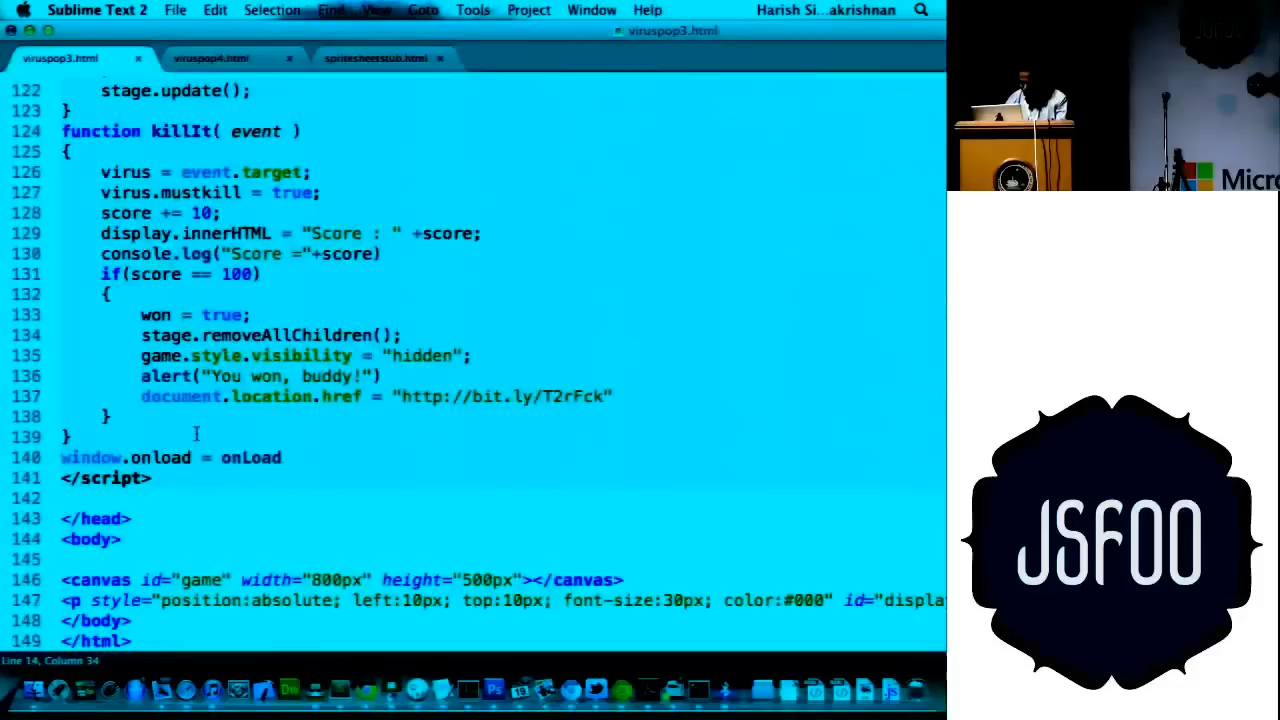 Sublime Text 2 File Edit Selection Find View Goto Tools Project Window Help Harish Si...akrishnan
viruspop3.html
viruspop3.html viruspop4.html spritesheetstub.html
122 stage.update();
123 }
124 function killIt( event )
125 {
126 virus = event.target;
127 virus.mustkill = true;
128 score += 10;
129 display.innerHTML = "Score : " +score;
130 console.log("Score ="+score)
131 if(score == 100)
132 {
133 won = true;
134 stage.removeAllChildren();
135 game.style.visibility = "hidden";
136 alert("You won, buddy!")
137 document.location.href = "http://bit.ly/T2rFck"
138 }
139 }
140 window.onload = onLoad
141 </script>
142
143 </head>
144 <body>
145
146 <canvas id="game" width="800px" height="500px"></canvas>
147 <p style="position:absolute; left:10px; top:10px; font-size:30px; color:#000" id="displa
148 </body>
149 </html>
Line 14, Column 34
Dw Ps 19
JSFOO
Micro
JSFOO